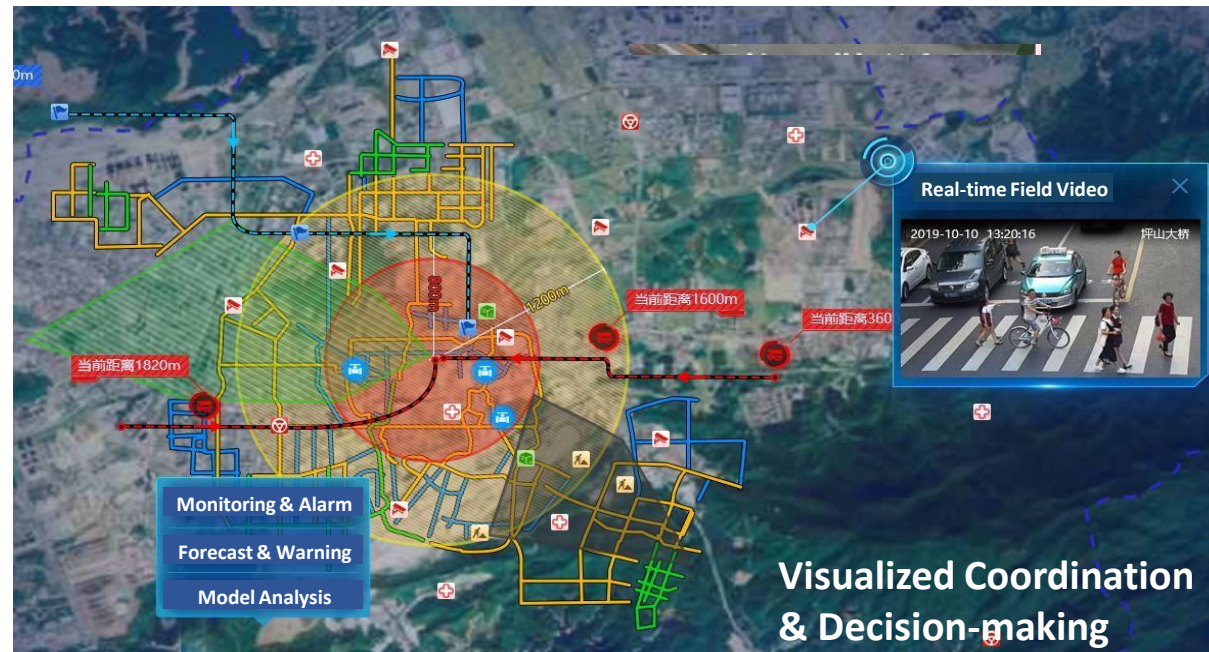 0m
Real-time Field Video
2019-10-10 13:20:16
坪山大桥
800m
1200m
当前距离1600m
当前距离360
当前距离1820m
Monitoring & Alarm
Forecast & Warning
Model Analysis
Visualized Coordination
& Decision-making